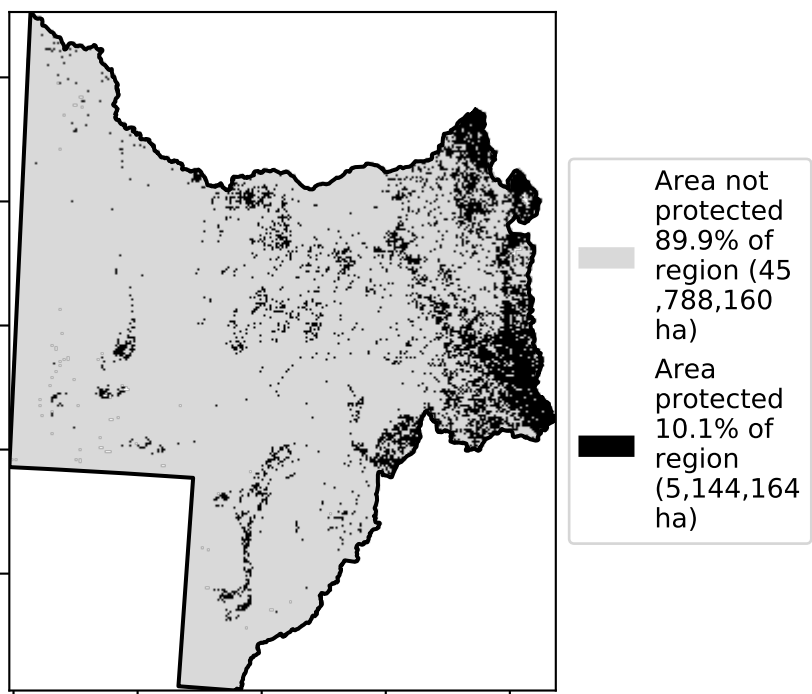 Area not
protected
89.9% of
region (45
,788,160
ha)
Area
protected
10.1% of
region
(5,144,164
ha)